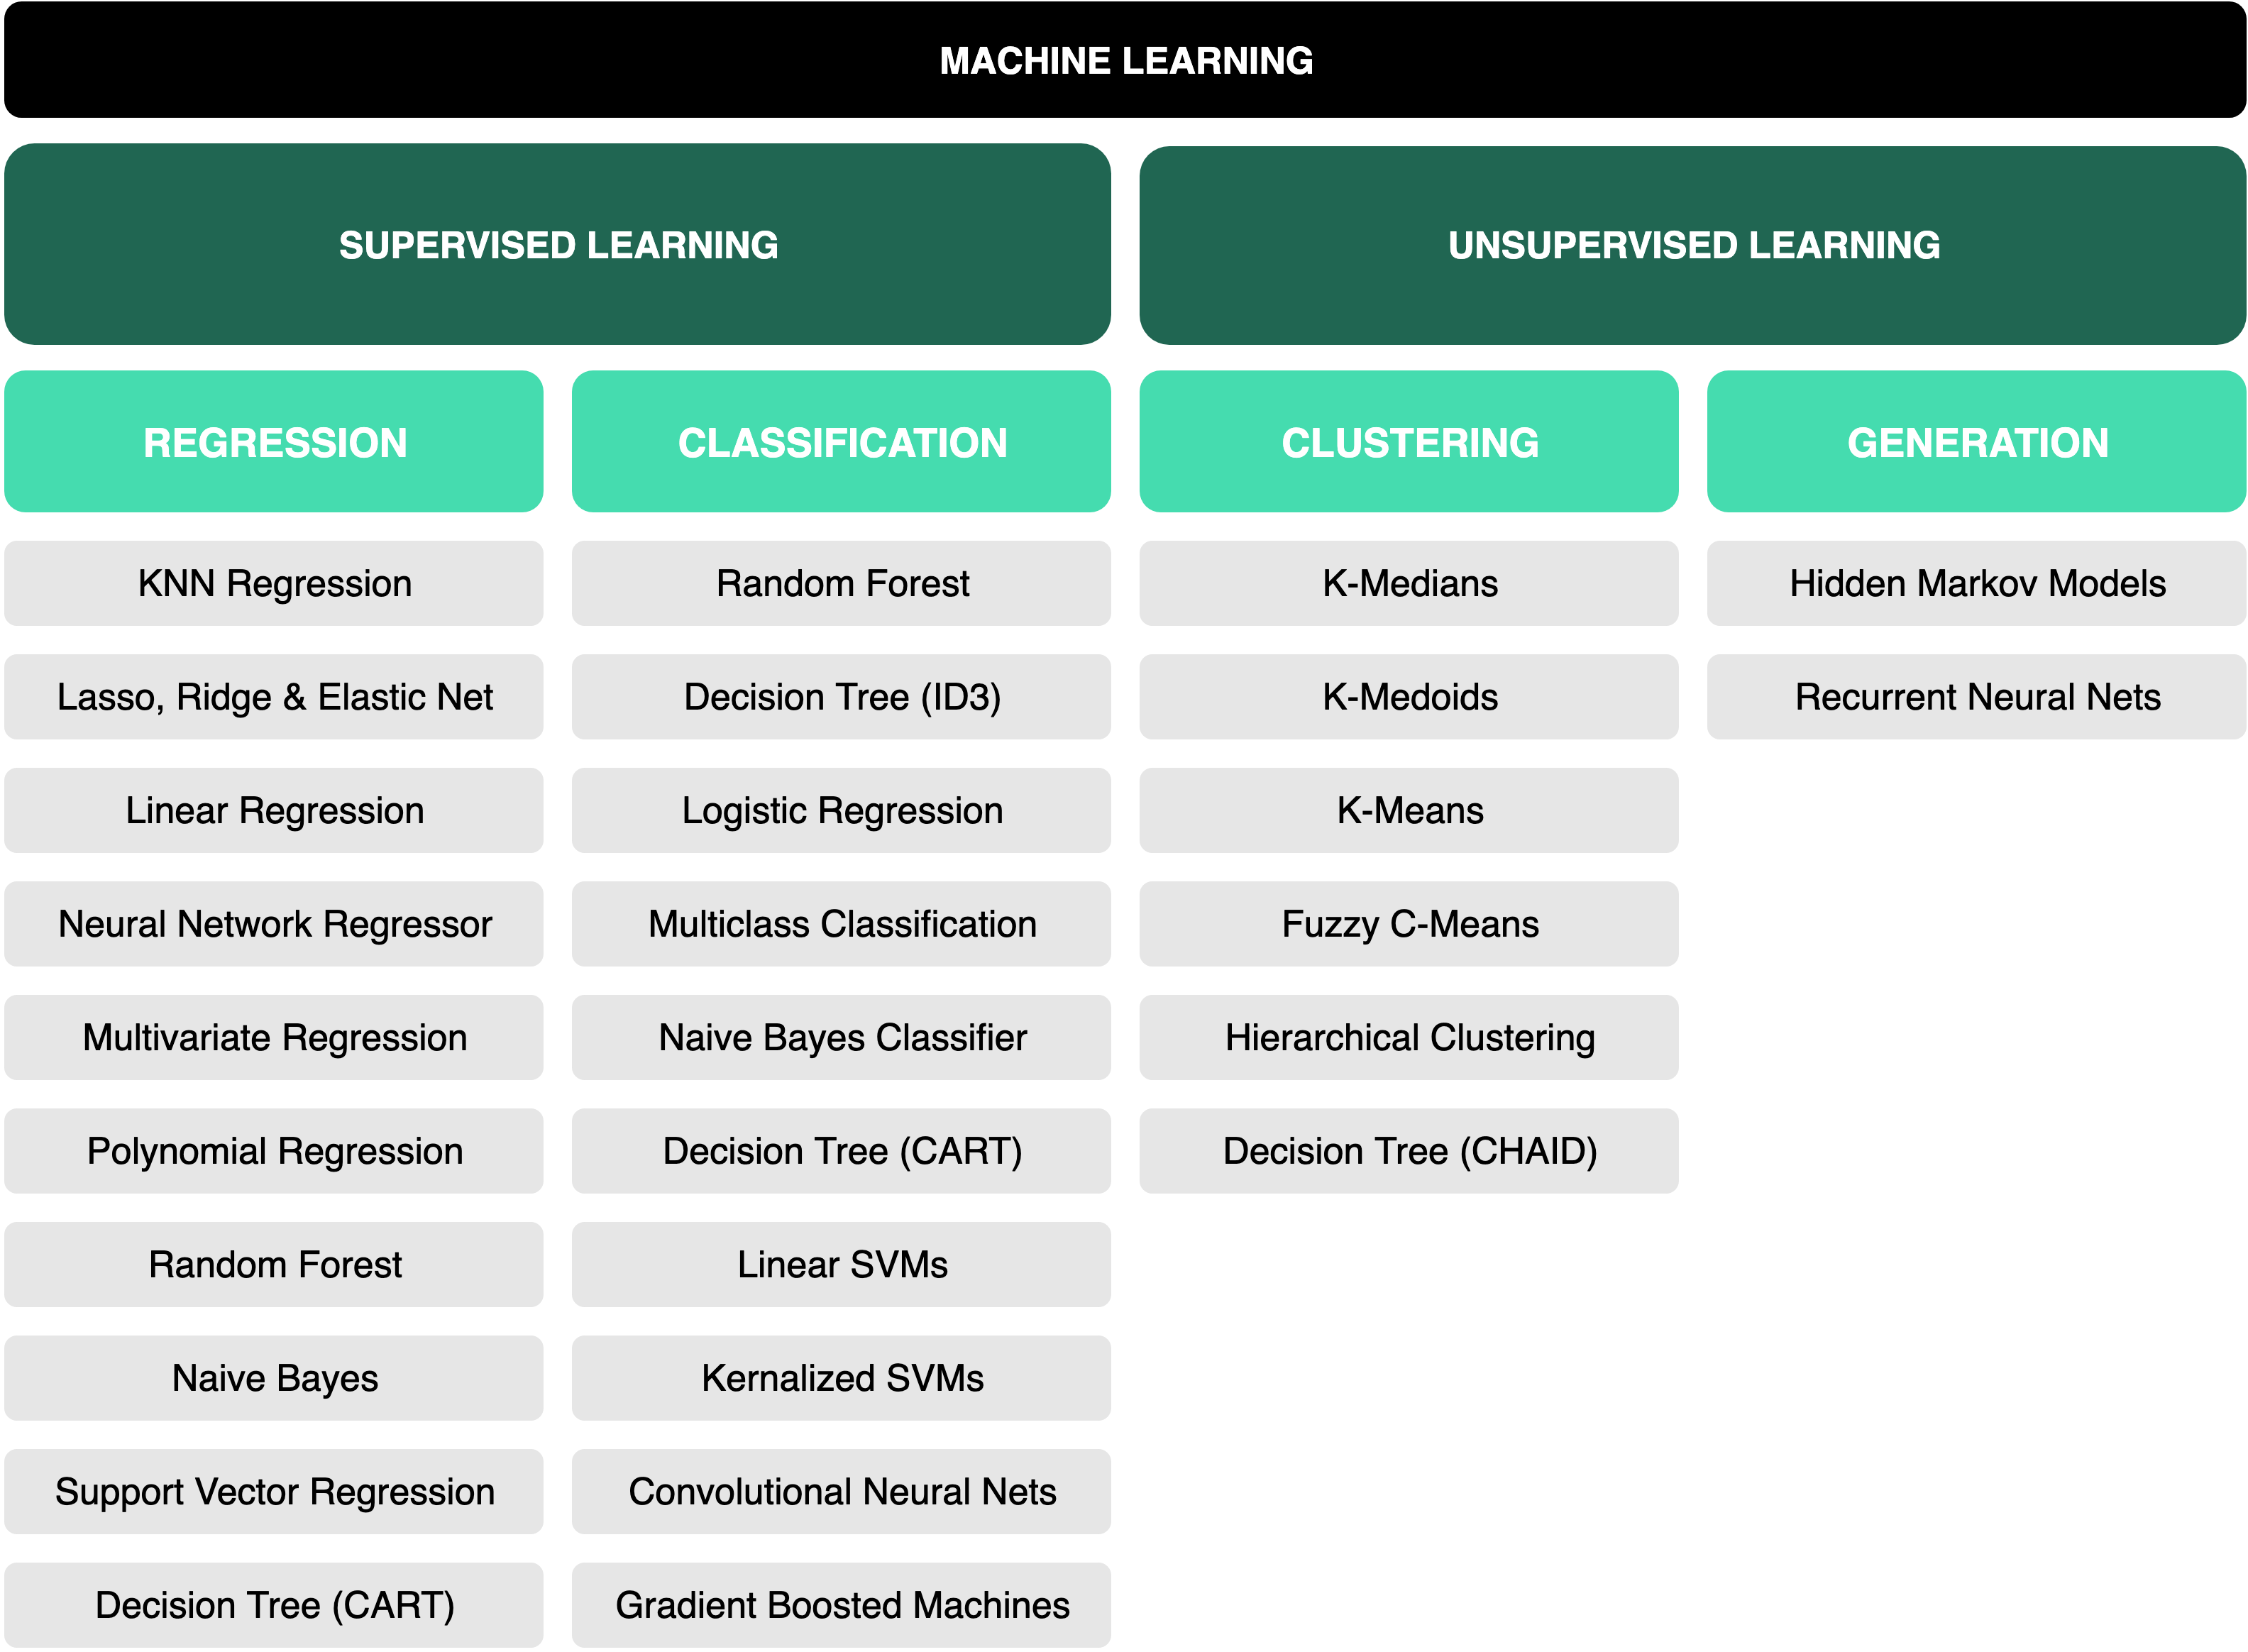 MACHINE LEARNING
SUPERVISED LEARNING
UNSUPERVISED LEARNING
REGRESSION
CLASSIFICATION
CLUSTERING
GENERATION
KNN Regression
Random Forest
K-Medians
Hidden Markov Models
Lasso, Ridge & Elastic Net
Decision Tree (ID3)
K-Medoids
Recurrent Neural Nets
Linear Regression
Logistic Regression
K-Means
Neural Network Regressor
Multiclass Classification
Fuzzy C-Means
Multivariate Regression
Naive Bayes Classifier
Hierarchical Clustering
Polynomial Regression
Decision Tree (CART)
Decision Tree (CHAID)
Random Forest
Linear SVMs
Naive Bayes
Kernalized SVMs
Support Vector Regression
Convolutional Neural Nets
Decision Tree (CART)
Gradient Boosted Machines